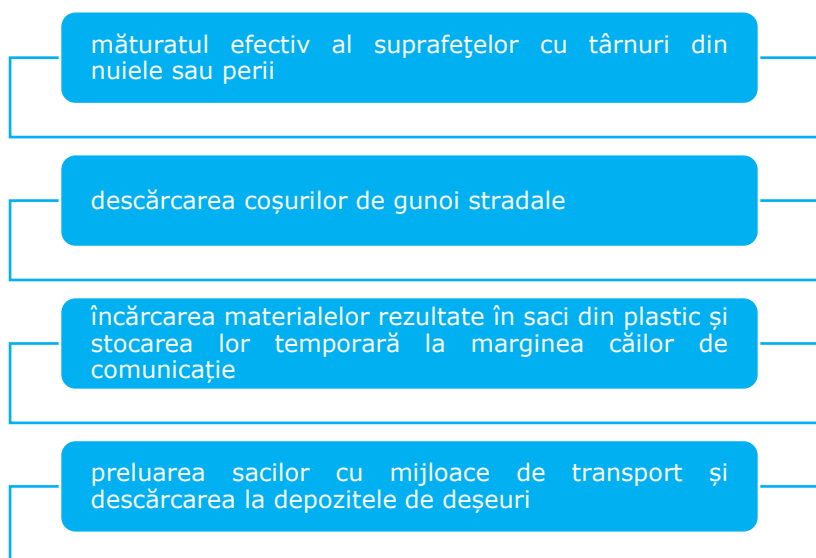 măturatul efectiv al suprafeţelor cu târnuri din
nuiele sau perii
descărcarea coșurilor de gunoi stradale
încărcarea materialelor rezultate în saci din plastic și
stocarea lor temporară la marginea căilor de
comunicație
preluarea sacilor cu mijloace de transport și
descărcarea la depozitele de deșeuri